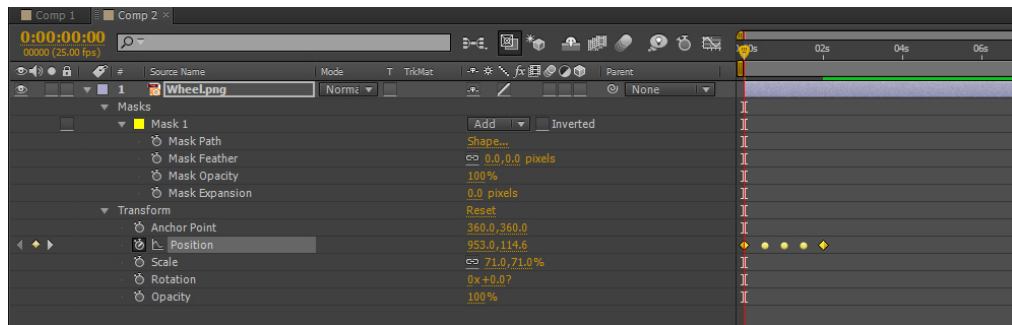 Comp 1 Comp 2 ×
0:00:00:00
00000 (25.00 fps)
02s 04s 06s
# Source Name Mode T TrkMat fx Parent
1 Wheel.png Norma None
Masks
Mask 1 Add Inverted
Mask Path Shape...
Mask Feather 0.0,0.0 pixels
Mask Opacity 100%
Mask Expansion 0.0 pixels
Transform Reset
Anchor Point 360.0,360.0
Position 953.0,114.6
Scale 71.0,71.0%
Rotation 0x+0.0?
Opacity 100%